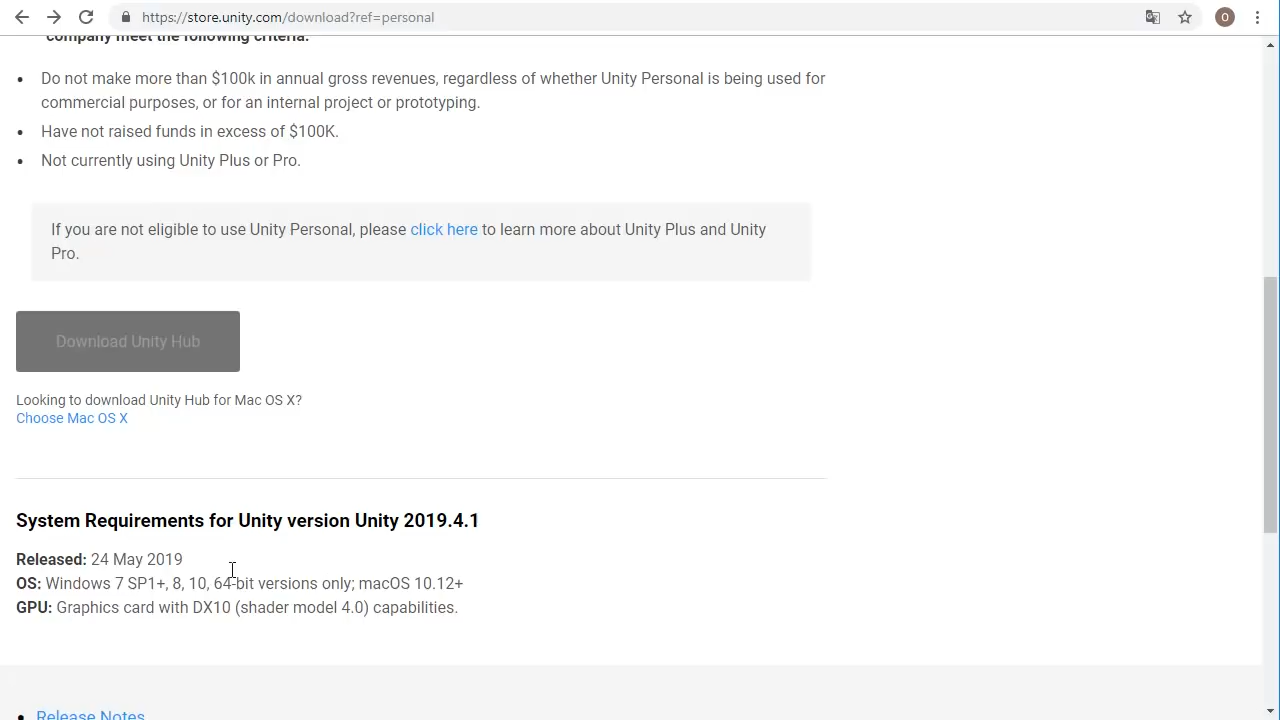 https://store.unity.com/download?ref=personal
O
company meet the following criteria:
• Do not make more than $100k in annual gross revenues, regardless of whether Unity Personal is being used for
commercial purposes, or for an internal project or prototyping.
• Have not raised funds in excess of $100K.
• Not currently using Unity Plus or Pro.
If you are not eligible to use Unity Personal, please click here to learn more about Unity Plus and Unity
Pro.
Download Unity Hub
Looking to download Unity Hub for Mac OS X?
Choose Mac OS X
System Requirements for Unity version Unity 2019.4.1
Released: 24 May 2019
OS: Windows 7 SP1+, 8, 10, 64-bit versions only; macOS 10.12+
GPU: Graphics card with DX10 (shader model 4.0) capabilities.
• Release Notes